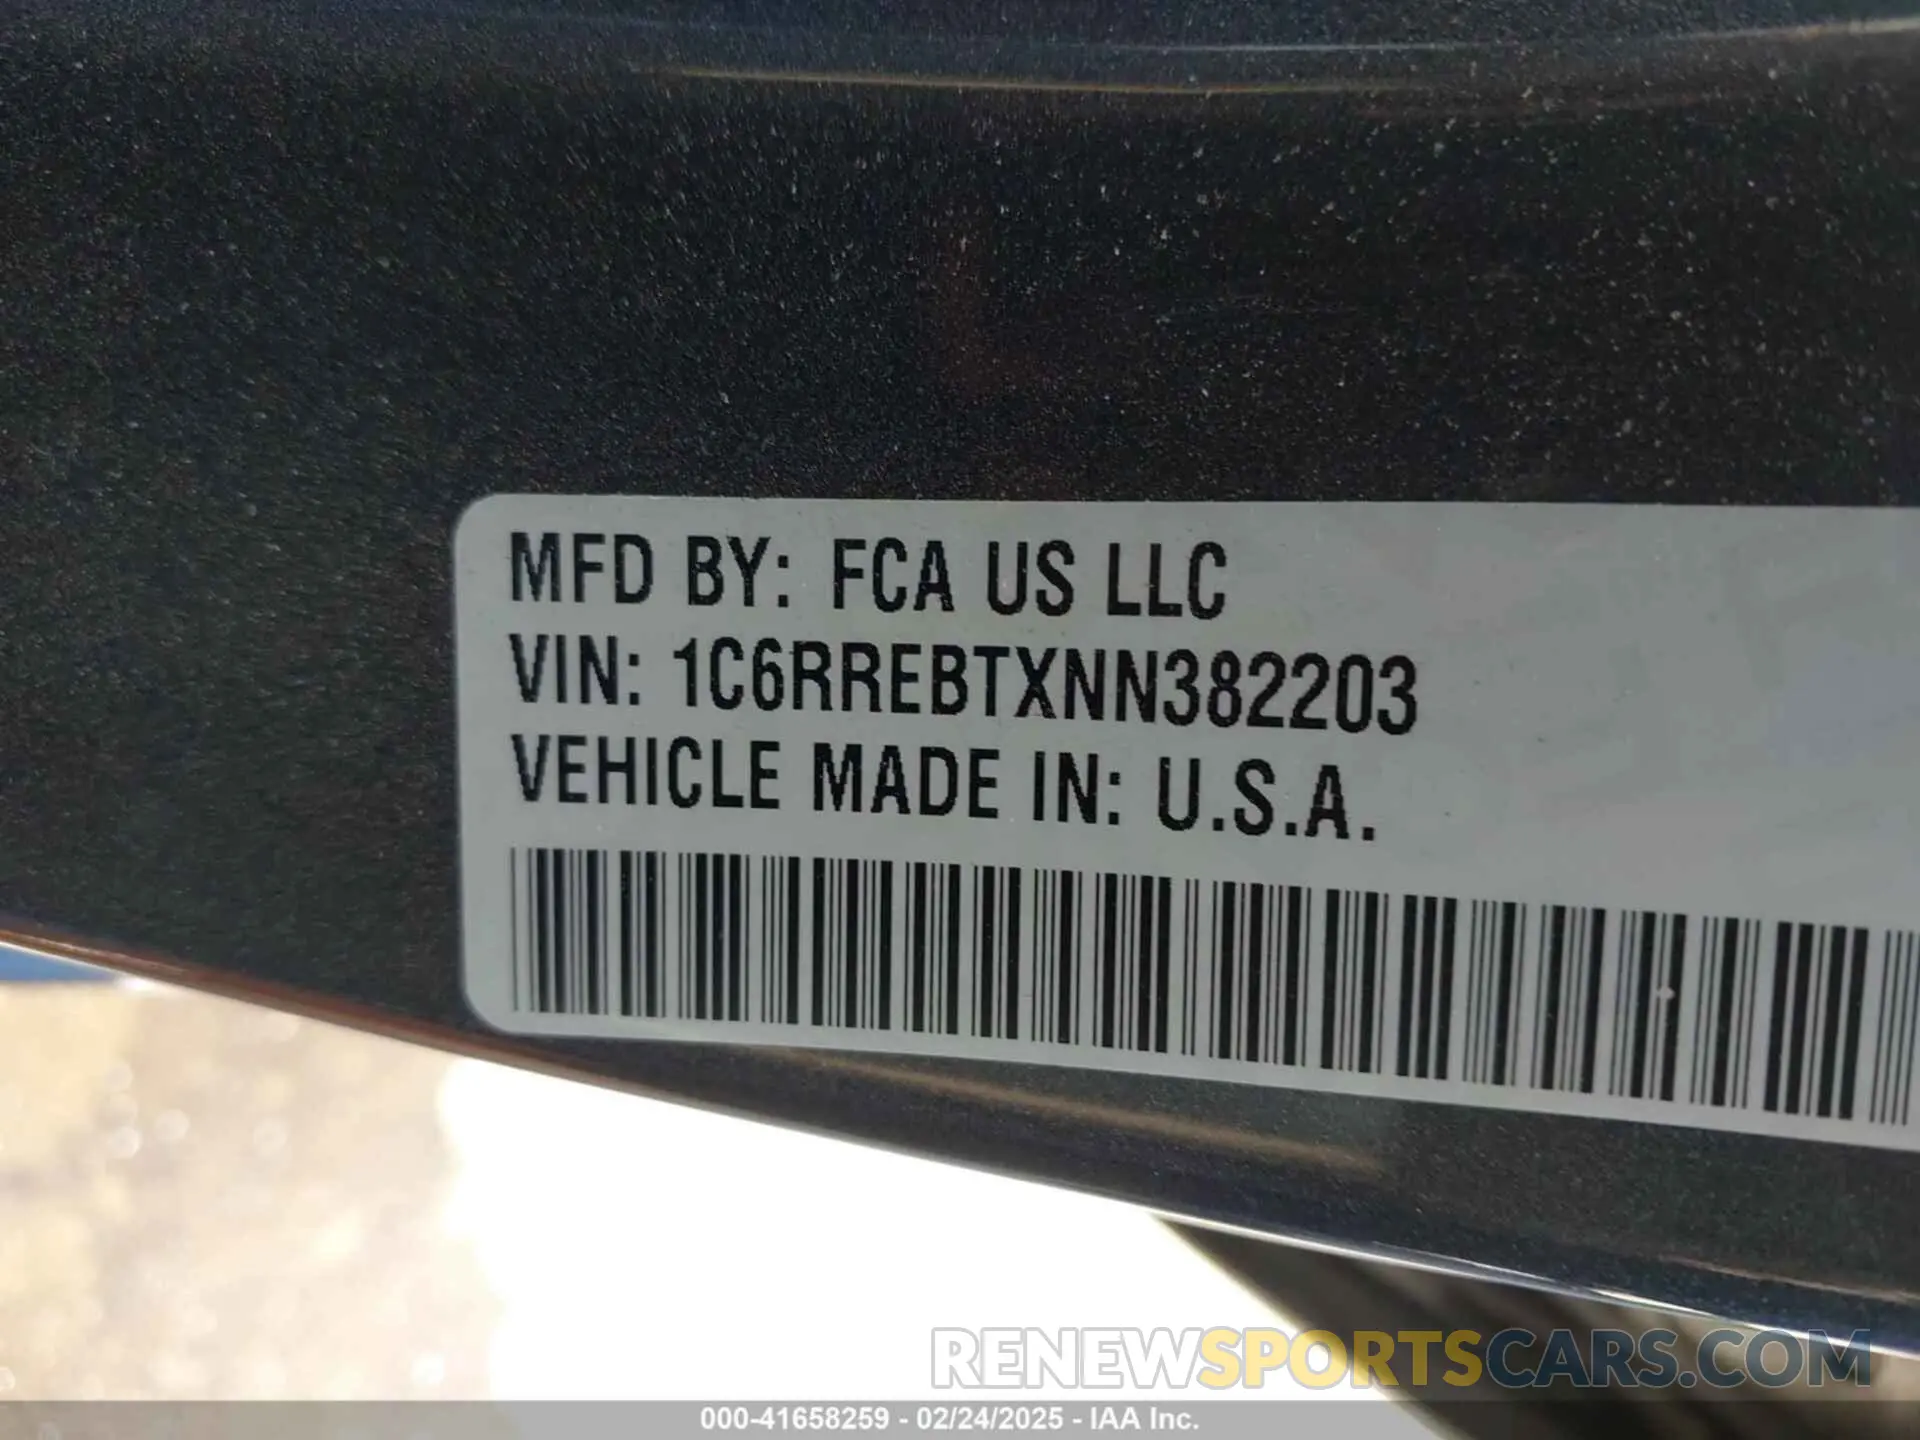 MFD BY: FCA US LLC
VIN: 1C6RREBTXNN382203
VEHICLE MADE IN: U.S.A.
RENEWSPORTSCARS.COM
000-41658259 - 02/24/2025 - IAA Inc.